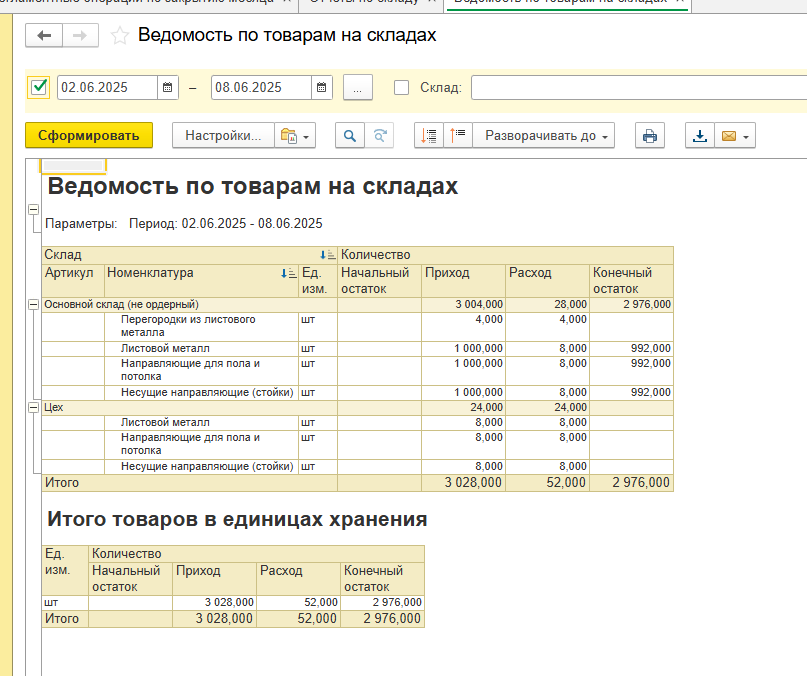 Ведомость по товарам на складах
02.06.2025 – 08.06.2025 ... Склад:
Сформировать Настройки... Разворачивать до
Ведомость по товарам на складах
Параметры: Период: 02.06.2025 - 08.06.2025
Склад Количество
Артикул Номенклатура Ед. изм. Начальный остаток Приход Расход Конечный остаток
Основной склад (не ордерный) 3 004,000 28,000 2 976,000
Перегородки из листового металла шт 4,000 4,000
Листовой металл шт 1 000,000 8,000 992,000
Направляющие для пола и потолка шт 1 000,000 8,000 992,000
Несущие направляющие (стойки) шт 1 000,000 8,000 992,000
Цех 24,000 24,000
Листовой металл шт 8,000 8,000
Направляющие для пола и потолка шт 8,000 8,000
Несущие направляющие (стойки) шт 8,000 8,000
Итого 3 028,000 52,000 2 976,000
Итого товаров в единицах хранения
Ед. изм. Количество
Начальный остаток Приход Расход Конечный остаток
шт 3 028,000 52,000 2 976,000
Итого 3 028,000 52,000 2 976,000